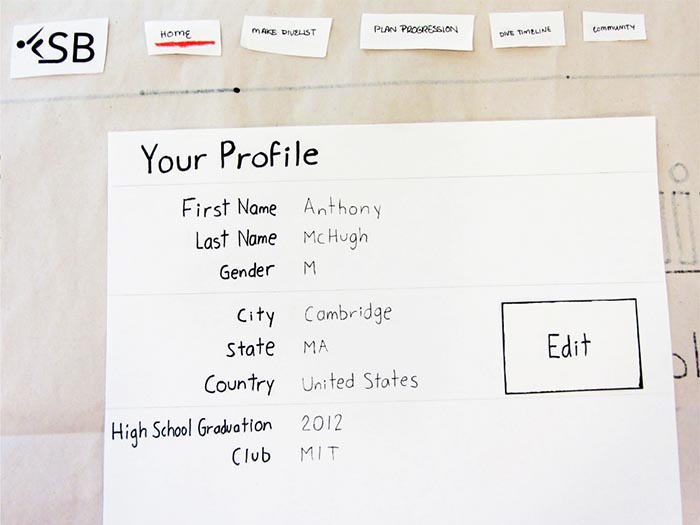 SB
HOME
MAKE DIVELIST
PLAN PROGRESSION
DIVE TIMELINE
COMMUNITY
Your Profile
First Name Anthony
Last Name McHugh
Gender M
City Cambridge
State MA
Country United States
Edit
High School Graduation 2012
Club MIT